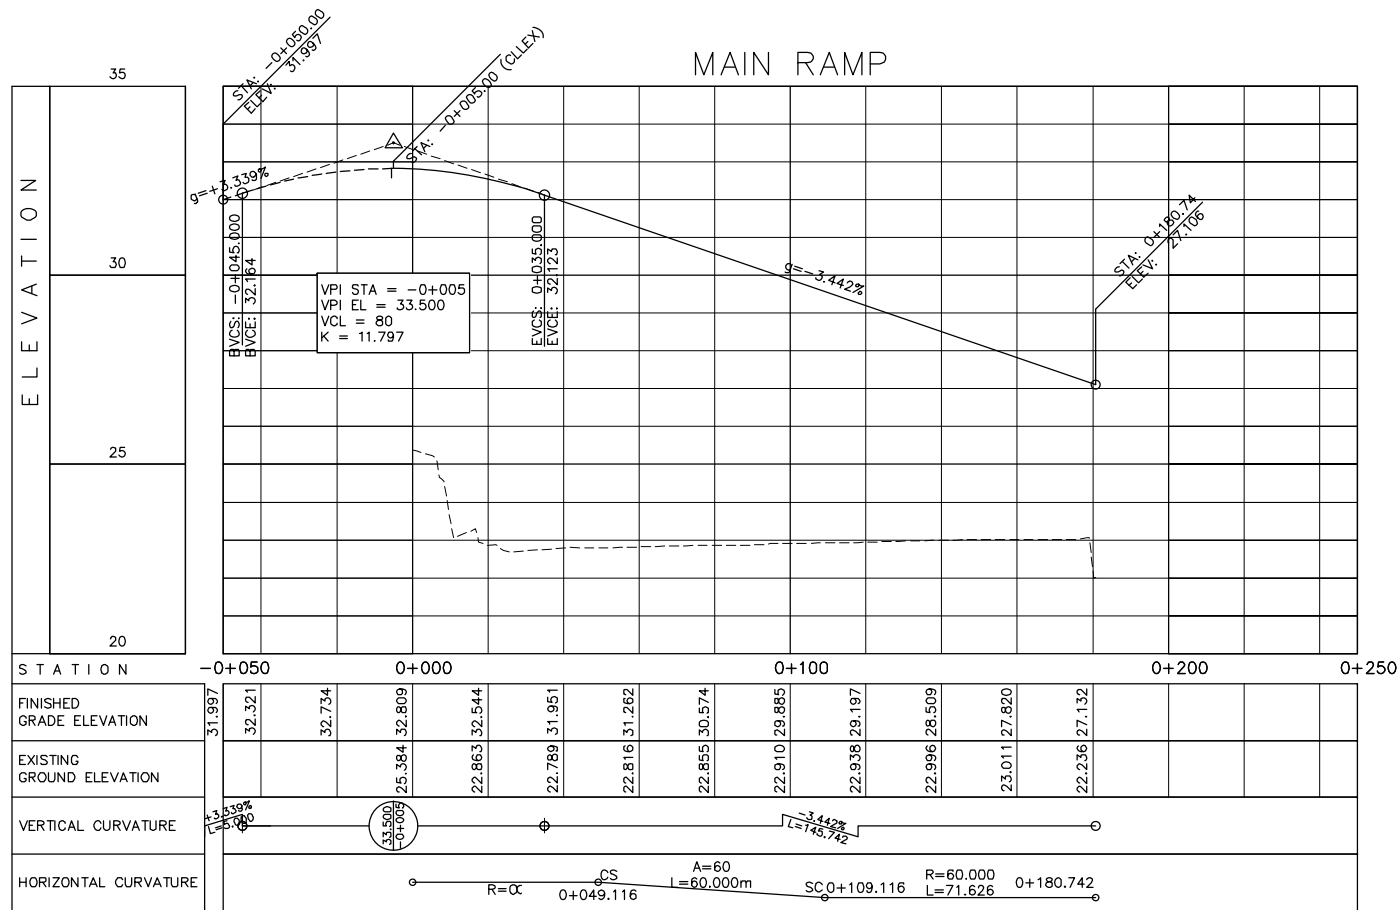 MAIN RAMP
STA: -0+050.00
ELEV: 31.997
STA: -0+005.00 (CLLEX)
35
30
25
20
ELEVATION
g=+3.339%
BVCS: -0+045.000
BVCE: 32.164
VPI STA = -0+005
VPI EL = 33.500
VCL = 80
K = 11.797
EVCS: 0+035.000
EVCE: 32.123
g=-3.442%
STA: 0+180.74
ELEV: 27.106
STATION
-0+050
0+000
0+100
0+200
0+250
FINISHED
GRADE ELEVATION
31.997
32.321
32.734
32.809
32.544
31.951
31.262
30.574
29.885
29.197
28.509
27.820
27.132
EXISTING
GROUND ELEVATION
25.384
22.863
22.789
22.816
22.855
22.910
22.938
22.996
23.011
22.236
VERTICAL CURVATURE
+3.339%
L=5.000
33.500
-0+005
-3.442%
L=145.742
HORIZONTAL CURVATURE
R=∝
CS
0+049.116
A=60
L=60.000m
SC 0+109.116
R=60.000
L=71.626
0+180.742